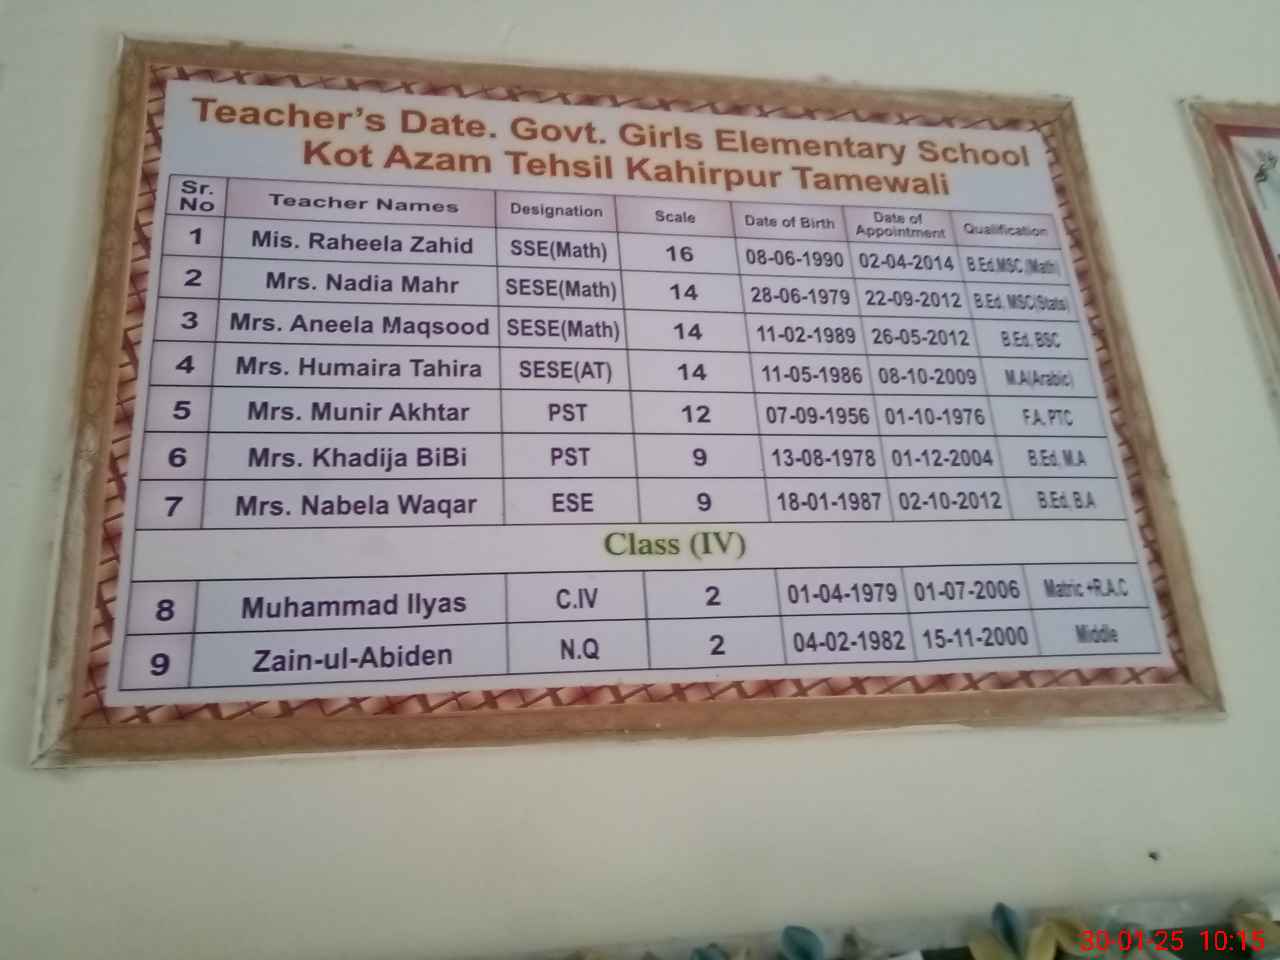 Teacher's Date. Govt. Girls Elementary School
Kot Azam Tehsil Kahirpur Tamewali
Sr. No Teacher Names Designation Scale Date of Birth Date of Appointment Qualification
1 Mis. Raheela Zahid SSE(Math) 16 08-06-1990 02-04-2014 B.Ed.MSC (Math)
2 Mrs. Nadia Mahr SESE(Math) 14 28-06-1979 22-09-2012 B.Ed. MSC(Stats)
3 Mrs. Aneela Maqsood SESE(Math) 14 11-02-1989 26-05-2012 B.Ed. BSC
4 Mrs. Humaira Tahira SESE(AT) 14 11-05-1986 08-10-2009 M.A(Arabic)
5 Mrs. Munir Akhtar PST 12 07-09-1956 01-10-1976 F.A. PTC
6 Mrs. Khadija BiBi PST 9 13-08-1978 01-12-2004 B.Ed. M.A
7 Mrs. Nabela Waqar ESE 9 18-01-1987 02-10-2012 B.Ed. B.A
Class (IV)
8 Muhammad Ilyas C.IV 2 01-04-1979 01-07-2006 Matric +R.A.C
9 Zain-ul-Abiden N.Q 2 04-02-1982 15-11-2000 Middle
30-01-25 10:15